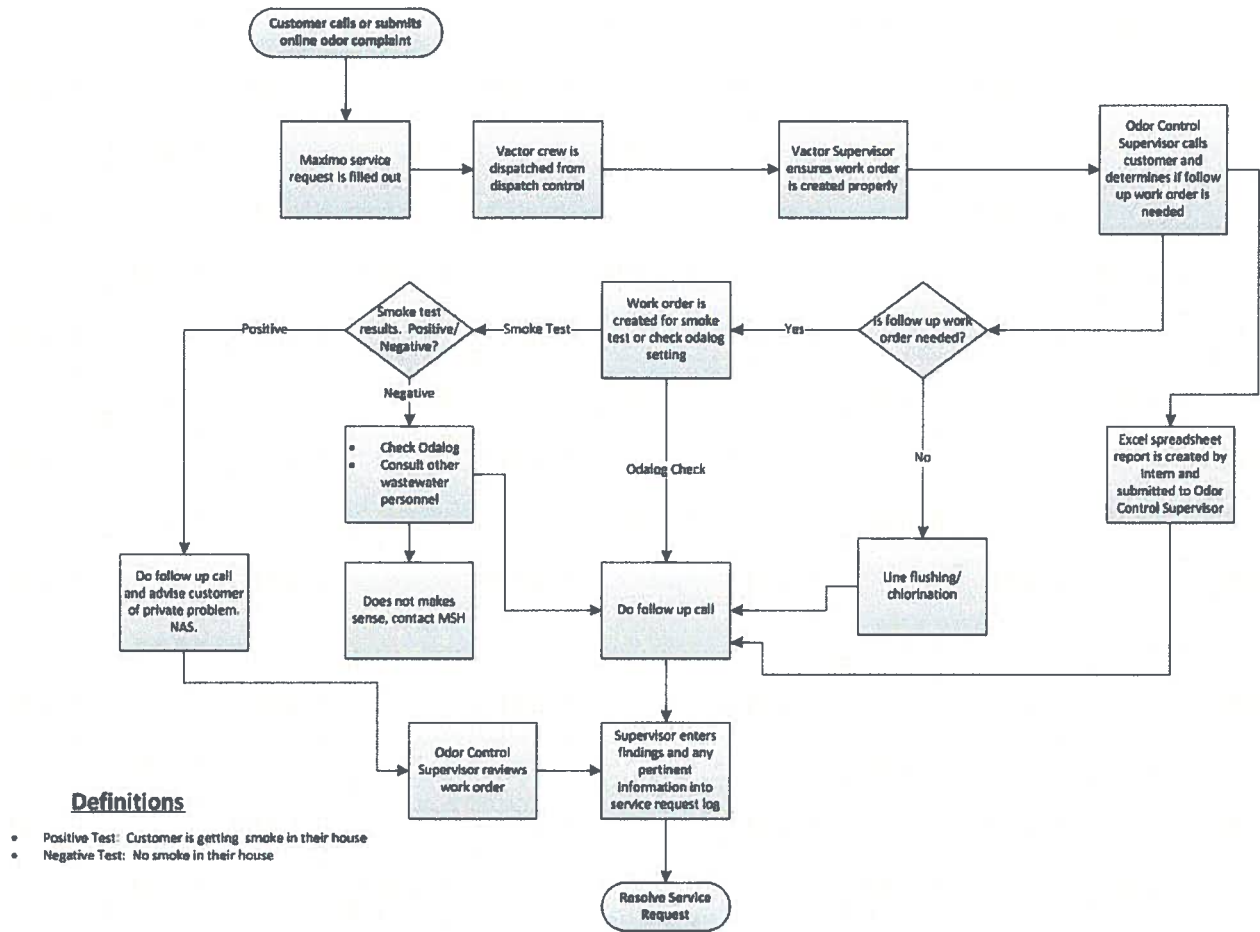 Customer calls or submits
online odor complaint
Maximo service
request is filled out
Vactor crew is
dispatched from
dispatch control
Vactor Supervisor
ensures work order
is created properly
Odor Control
Supervisor calls
customer and
determines if follow
up work order is
needed
Positive
Smoke test
results. Positive/
Negative?
Smoke Test
Work order is
created for smoke
test or check odalog
setting
Yes
Is follow up work
order needed?
Negative
• Check Odalog
• Consult other
wastewater
personnel
Odalog Check
No
Excel spreadsheet
report is created by
Intern and
submitted to Odor
Control Supervisor
Do follow up call
and advise customer
of private problem.
NAS.
Does not makes
sense, contact MSH
Do follow up call
Line flushing/
chlorination
Odor Control
Supervisor reviews
work order
Supervisor enters
findings and any
pertinent
information into
service request log
Definitions
• Positive Test: Customer is getting smoke in their house
• Negative Test: No smoke in their house
Resolve Service
Request